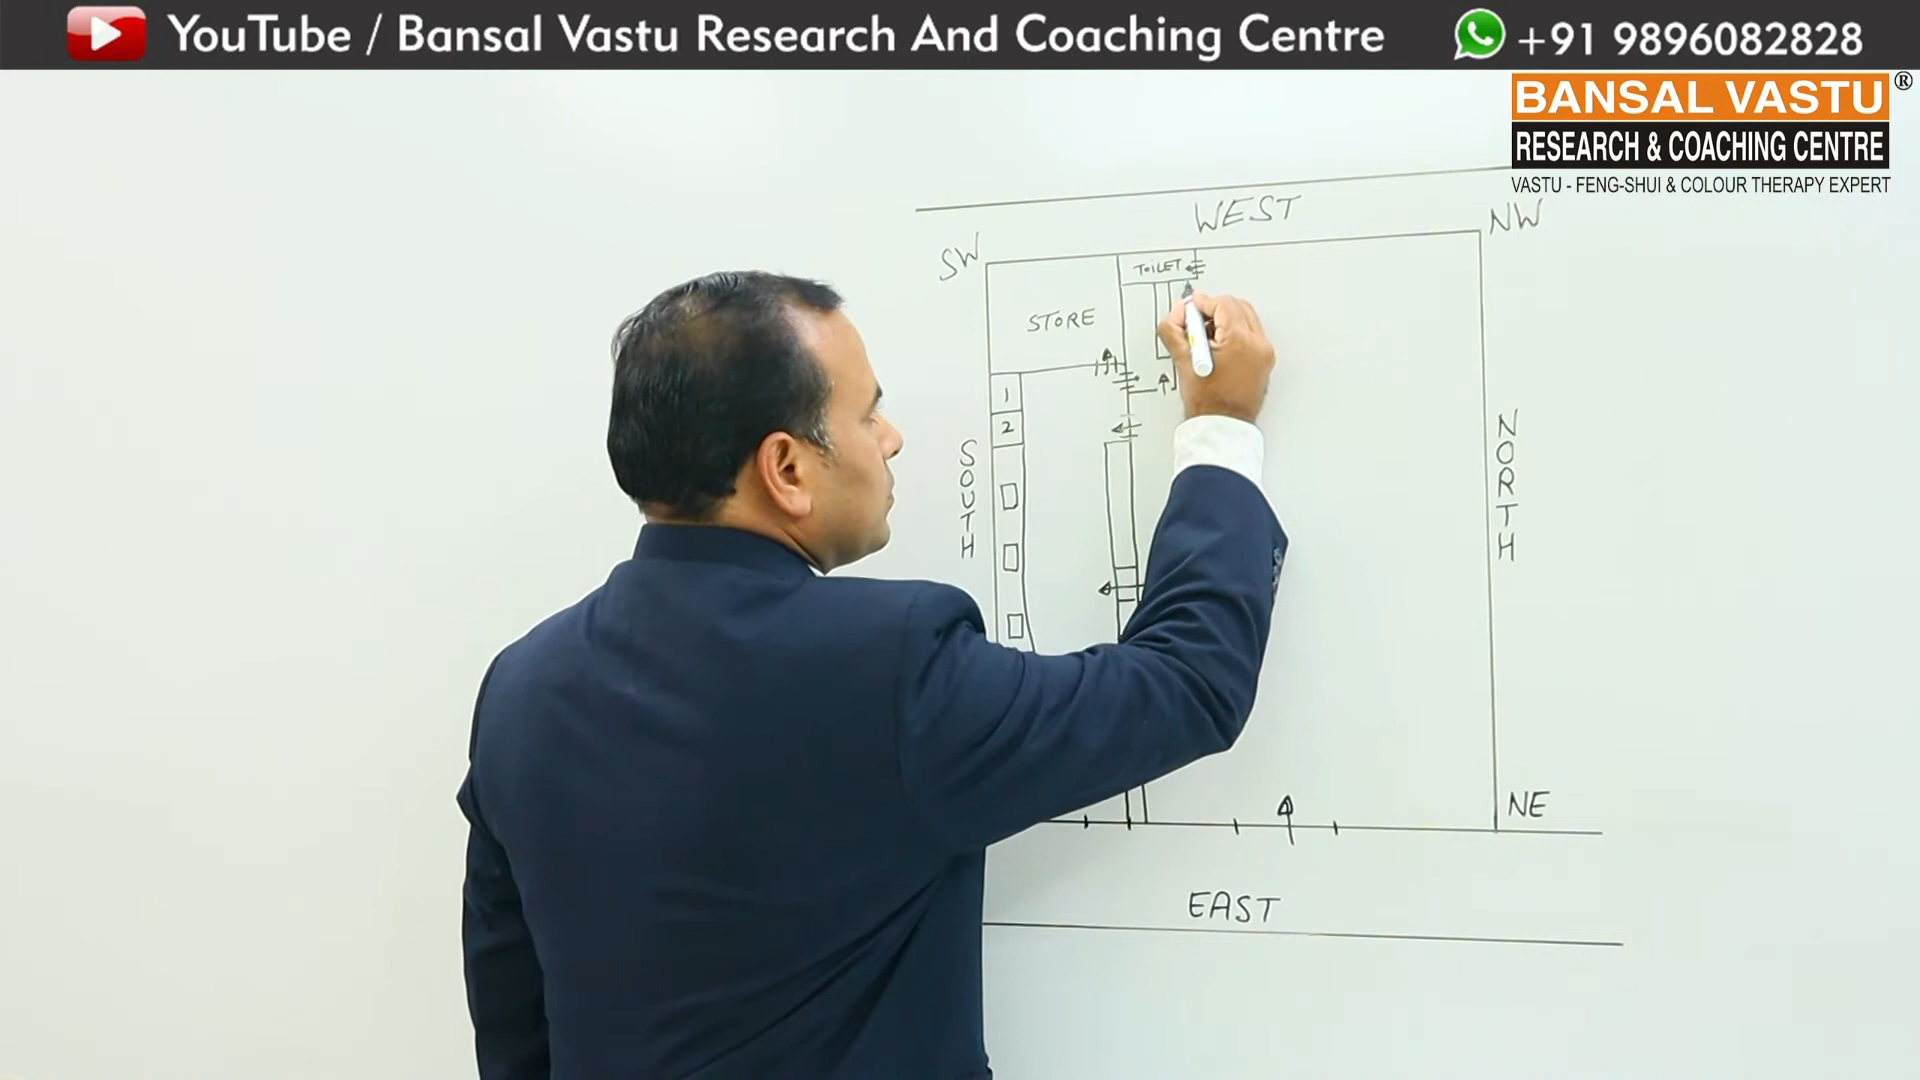 YouTube / Bansal Vastu Research And Coaching Centre
+91 9896082828
BANSAL VASTU ®
RESEARCH & COACHING CENTRE
VASTU - FENG-SHUI & COLOUR THERAPY EXPERT
WEST
NW
SW
TOILET
STORE
1
2
SOUTH
NORTH
NE
EAST